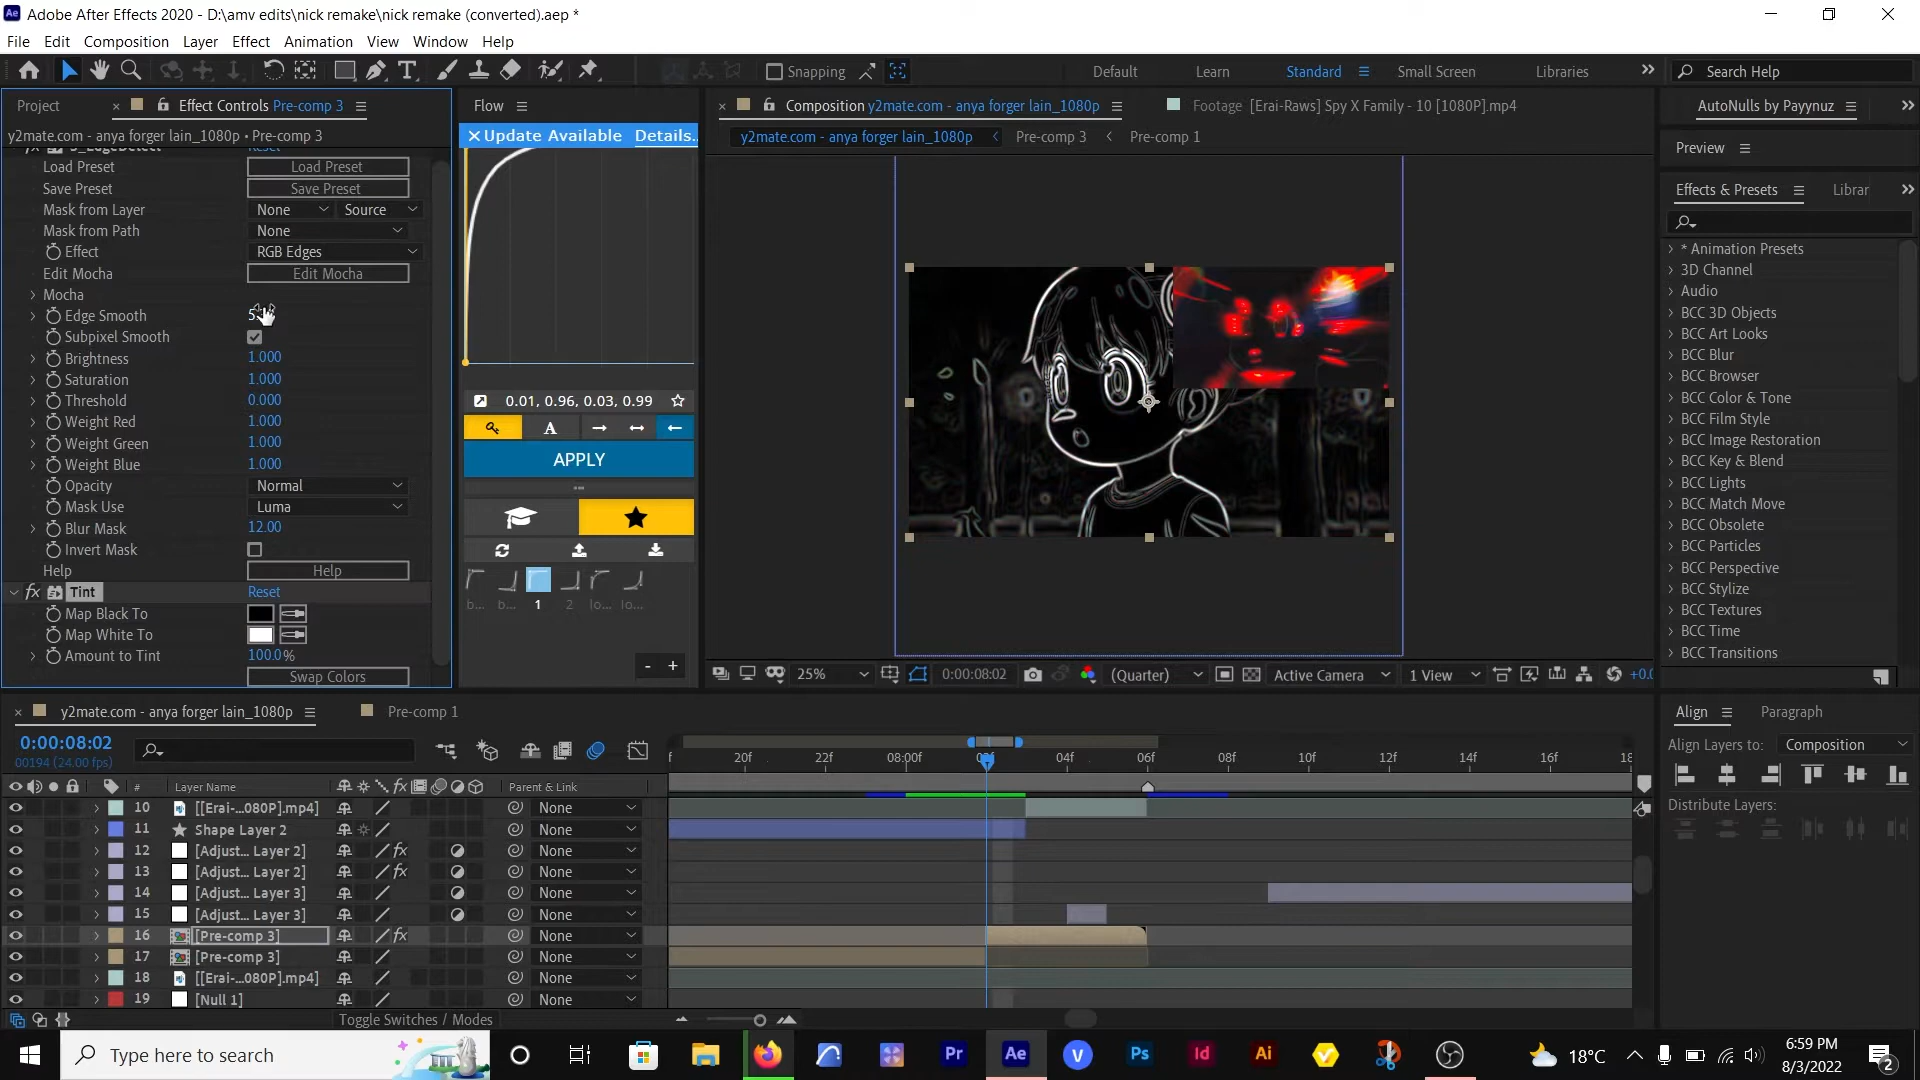 Adobe After Effects 2020 - D:\amv edits\nick remake\nick remake (converted).aep *
File Edit Composition Layer Effect Animation View Window Help
Snapping
Default Learn Standard Small Screen Libraries
Search Help
Project Effect Controls Pre-comp 3
Flow
Composition y2mate.com - anya forger lain_1080p
Footage [Erai-Raws] Spy X Family - 10 [1080P].mp4
AutoNulls by Payynuz
y2mate.com - anya forger lain_1080p • Pre-comp 3
S_EdgeDetect Reset
Load Preset Load Preset
Save Preset Save Preset
Mask from Layer None Source
Mask from Path None
Effect RGB Edges
Edit Mocha Edit Mocha
Mocha
Edge Smooth
Subpixel Smooth
Brightness 1.000
Saturation 1.000
Threshold 0.000
Weight Red 1.000
Weight Green 1.000
Weight Blue 1.000
Opacity Normal
Mask Use Luma
Blur Mask 12.00
Invert Mask
Help Help
fx Tint Reset
Map Black To
Map White To
Amount to Tint 100.0%
Swap Colors
Update Available Details..
0.01, 0.96, 0.03, 0.99
A
APPLY
b... b... 1 2 lo... lo...
- +
y2mate.com - anya forger lain_1080p Pre-comp 3 Pre-comp 1
25% 0:00:08:02 (Quarter) Active Camera 1 View +0.0
Preview
Effects & Presets Librar
* Animation Presets
3D Channel
Audio
BCC 3D Objects
BCC Art Looks
BCC Blur
BCC Browser
BCC Color & Tone
BCC Film Style
BCC Image Restoration
BCC Key & Blend
BCC Lights
BCC Match Move
BCC Obsolete
BCC Particles
BCC Perspective
BCC Stylize
BCC Textures
BCC Time
BCC Transitions
y2mate.com - anya forger lain_1080p Pre-comp 1
0:00:08:02
00194 (24.00 fps)
f 20f 22f 08:00f 02f 04f 06f 08f 10f 12f 14f 16f 18
# Layer Name fx Parent & Link
10 [[Erai-...080P].mp4] None
11 Shape Layer 2 None
12 [Adjust... Layer 2] fx None
13 [Adjust... Layer 2] fx None
14 [Adjust... Layer 3] None
15 [Adjust... Layer 3] None
16 [Pre-comp 3] fx None
17 [Pre-comp 3] None
18 [[Erai-...080P].mp4] None
19 [Null 1] None
Toggle Switches / Modes
Align Paragraph
Align Layers to: Composition
Distribute Layers:
Type here to search
Pr Ae V Ps Id Ai
18°C
6:59 PM
8/3/2022
2